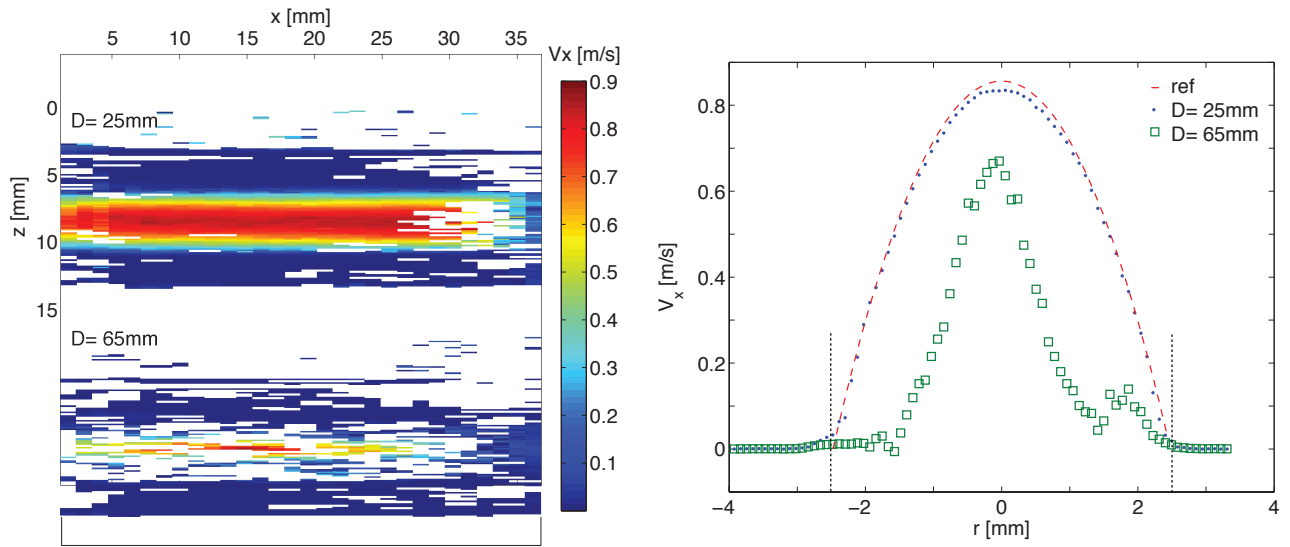 x [mm]
5 10 15 20 25 30 35
Vx [m/s]
z [mm]
0
5
10
15
D= 25mm
D= 65mm
0.9
0.8
0.7
0.6
0.5
0.4
0.3
0.2
0.1
V_x [m/s]
0.8
0.6
0.4
0.2
0
−4 −2 0 2 4
r [mm]
ref
D= 25mm
D= 65mm